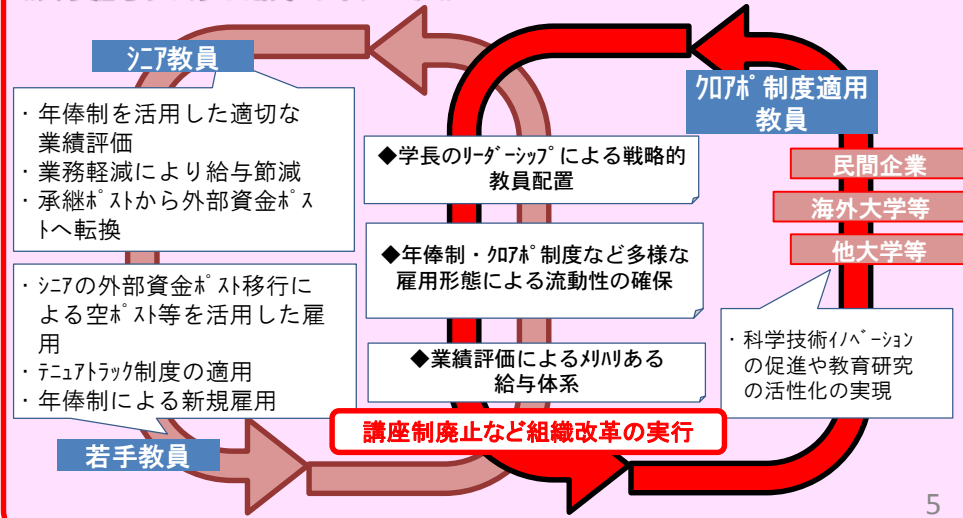 シニア教員
・年俸制を活用した適切な
業績評価
・業務軽減により給与節減
・承継ポストから外部資金ポス
トへ転換
・シニアの外部資金ポスト移行に
よる空ポスト等を活用した雇
用
・テニュアトラック制度の適用
・年俸制による新規雇用
若手教員
◆学長のリーダーシップによる戦略的
教員配置
◆年俸制・クロアポ制度など多様な
雇用形態による流動性の確保
◆業績評価によるメリハリある
給与体系
講座制廃止など組織改革の実行
クロアポ制度適用
教員
民間企業
海外大学等
他大学等
・科学技術イノベーション
の促進や教育研究
の活性化の実現
5